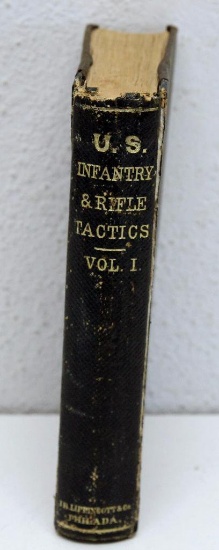 U.S.
INFANTRY
& RIFLE
TACTICS
VOL. I.
J.B. LIPPINCOTT & Co.
PHILADA.